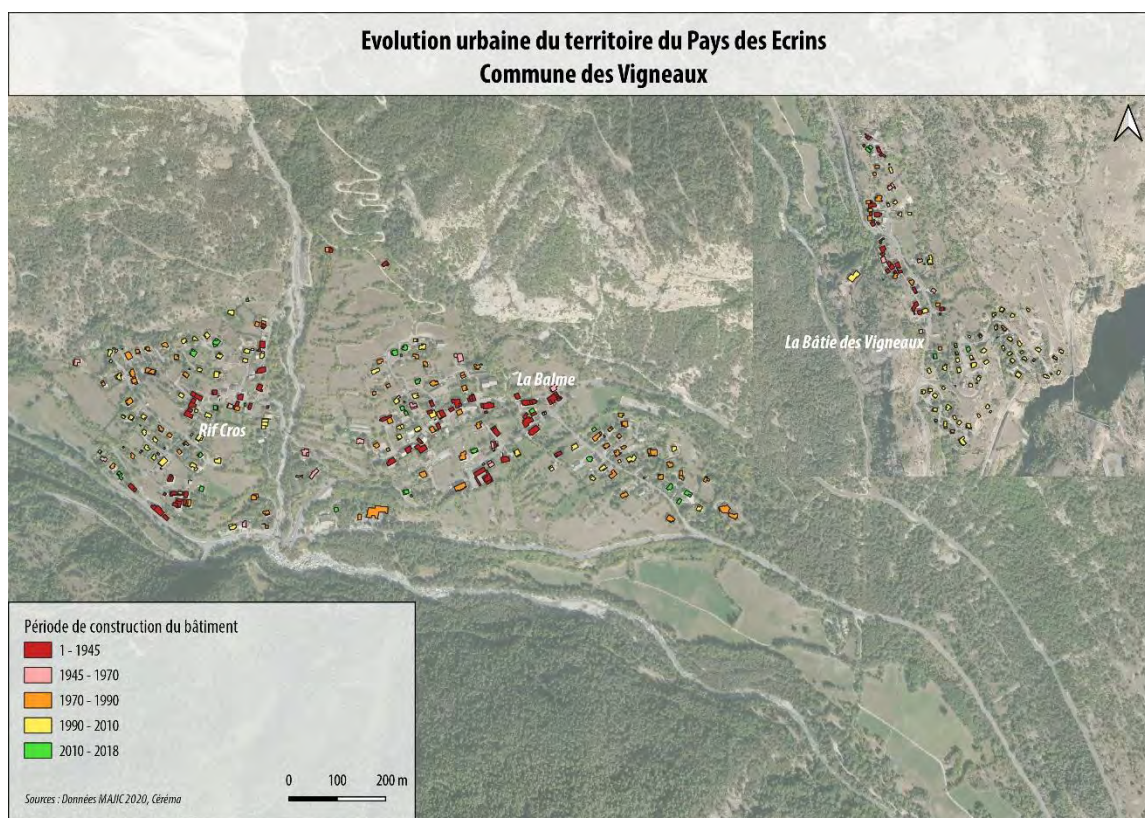 Evolution urbaine du territoire du Pays des Ecrins
Commune des Vigneaux
La Bâtie des Vigneaux
La Balme
Rif Cros
Période de construction du bâtiment
1 - 1945
1945 - 1970
1970 - 1990
1990 - 2010
2010 - 2018
0 100 200 m
Sources : Données MAJIC 2020, Céréma